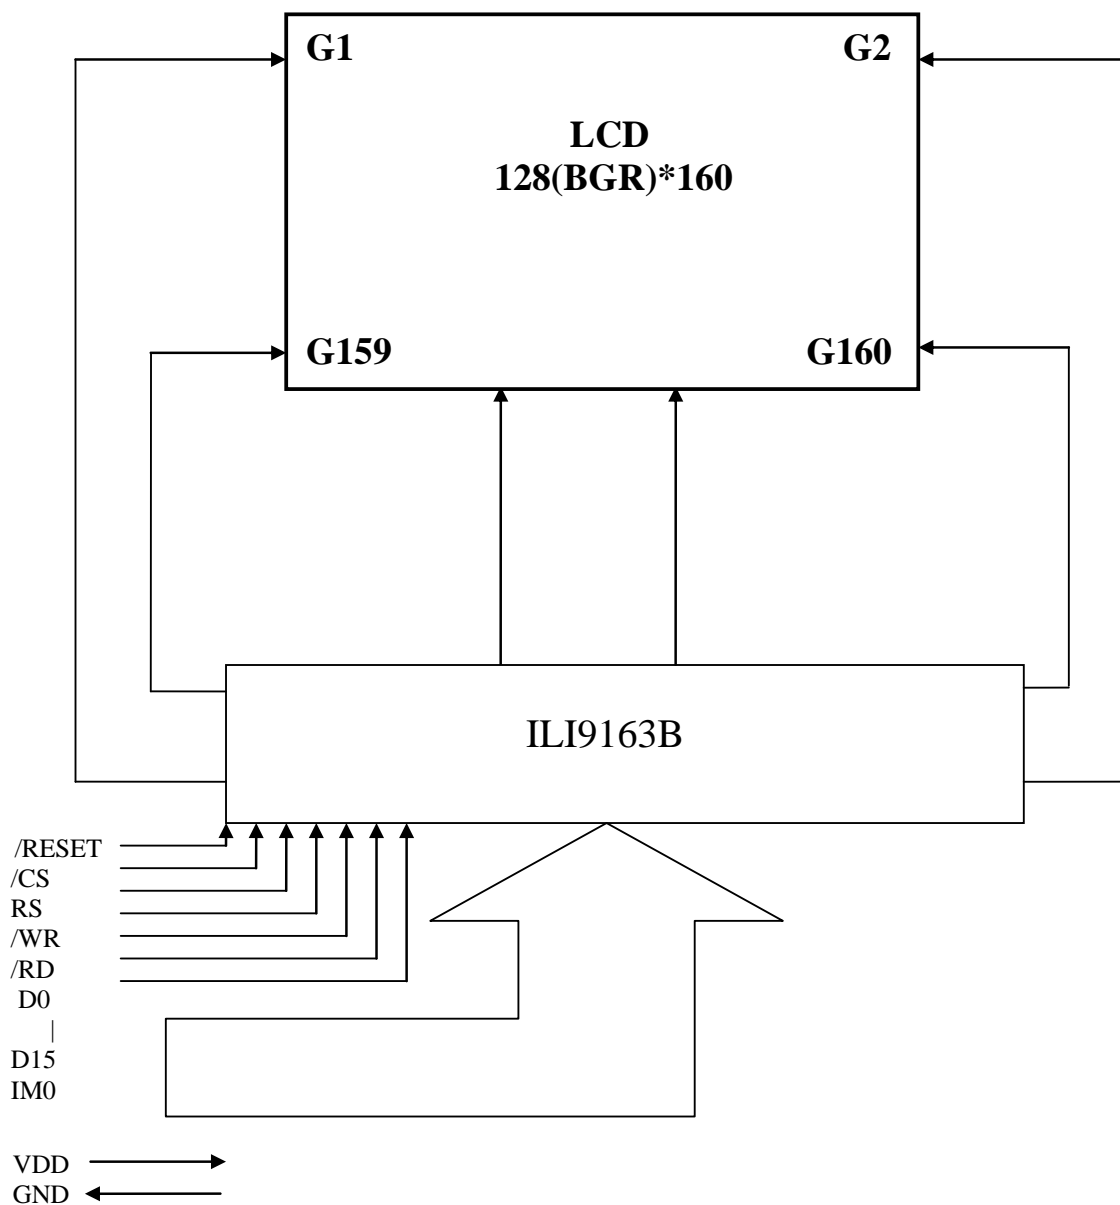 G1 G2
LCD
128(BGR)*160
G159 G160
ILI9163B
/RESET
/CS
RS
/WR
/RD
D0
|
D15
IM0
VDD
GND